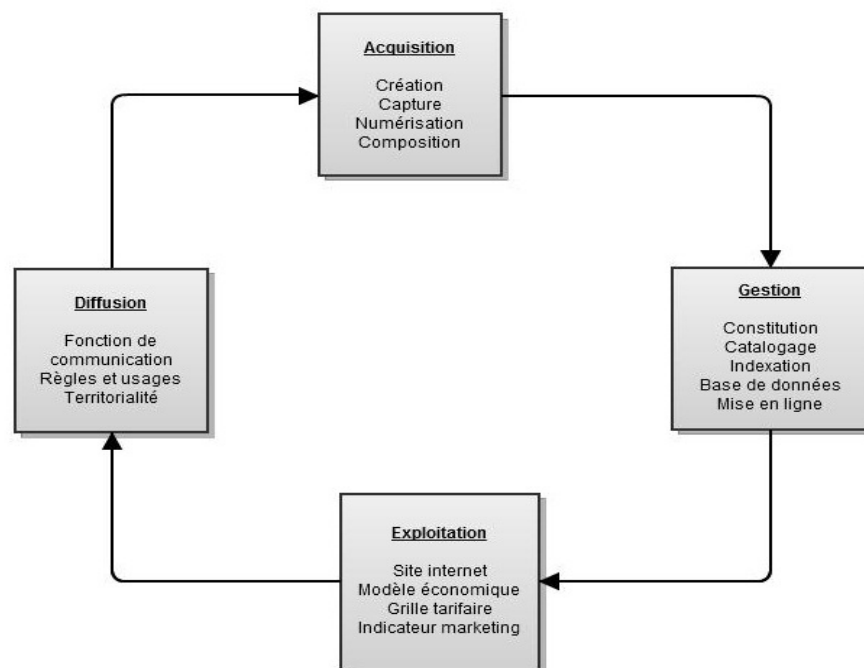 Acquisition
Création
Capture
Numérisation
Composition
Gestion
Constitution
Catalogage
Indexation
Base de données
Mise en ligne
Exploitation
Site internet
Modèle économique
Grille tarifaire
Indicateur marketing
Diffusion
Fonction de
communication
Règles et usages
Territorialité